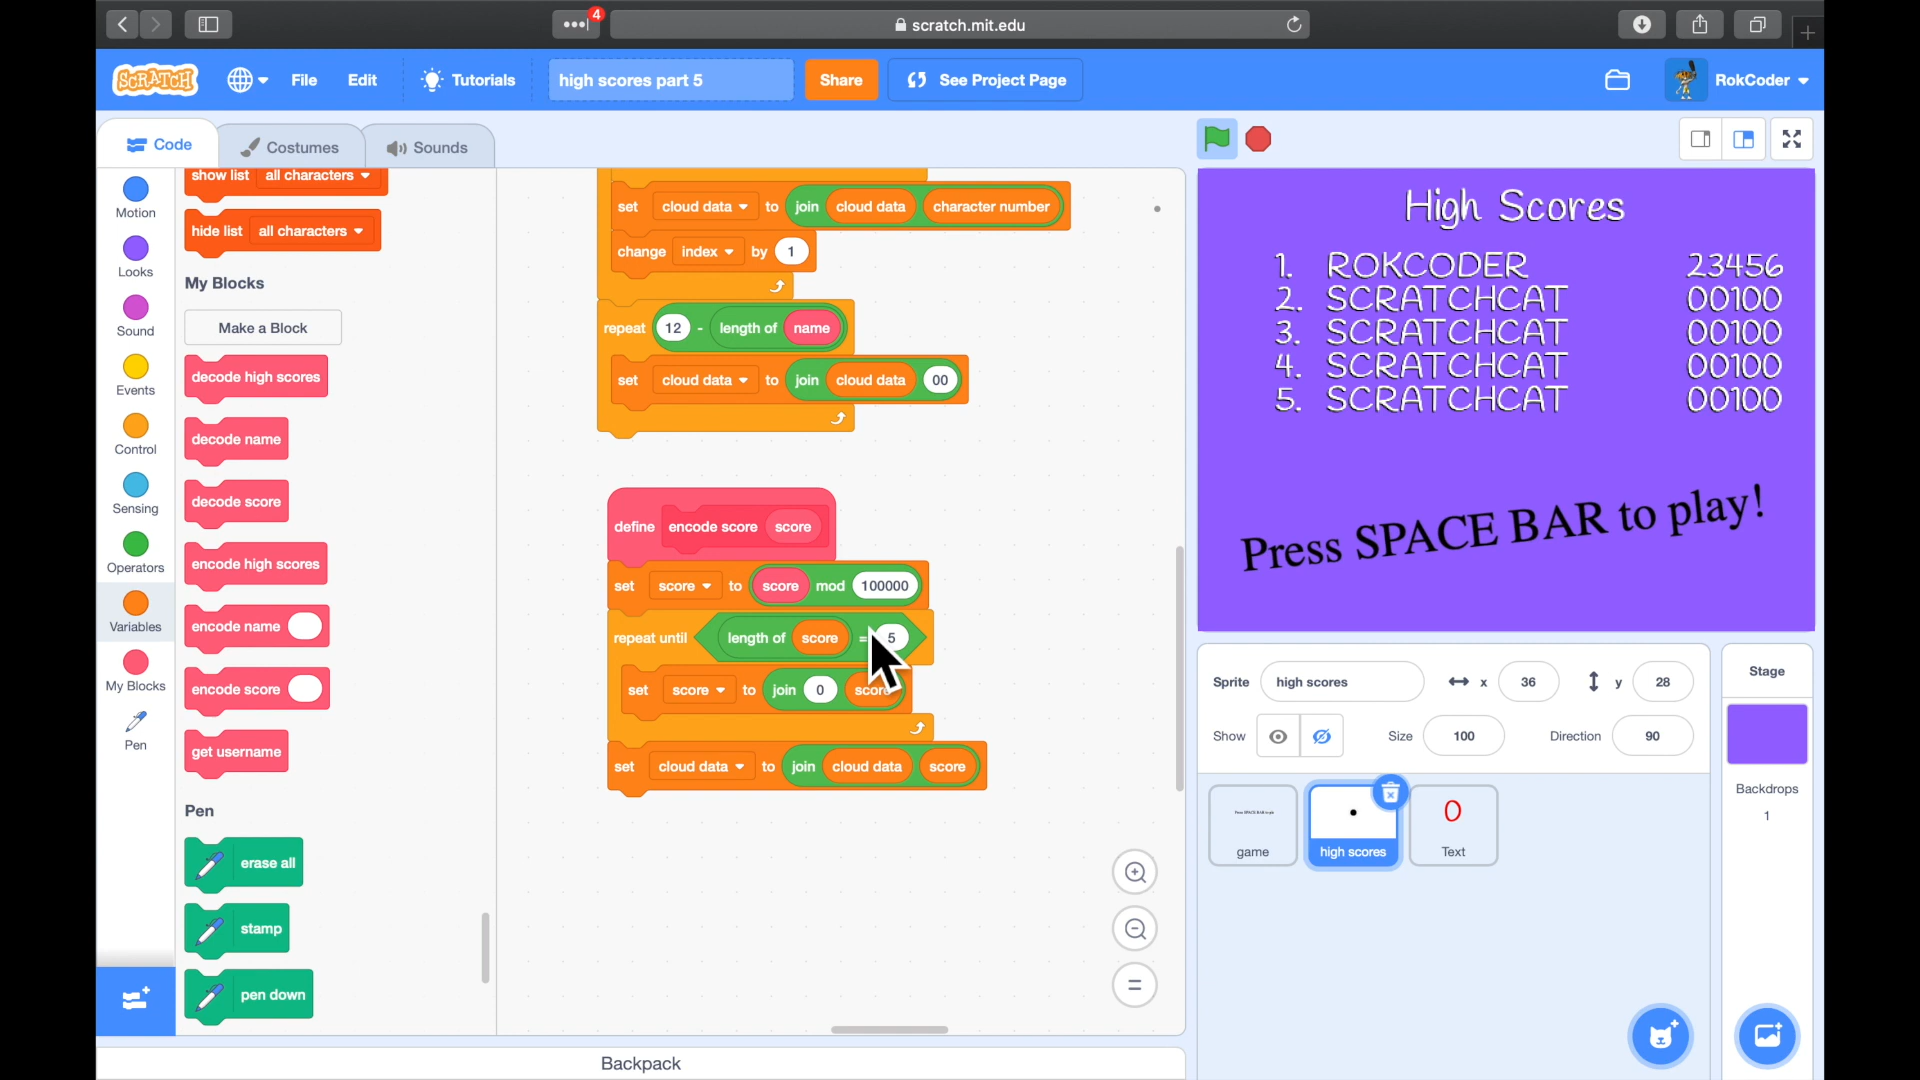 4
scratch.mit.edu
SCRATCH
File
Edit
Tutorials
high scores part 5
Share
See Project Page
RokCoder
Code
Costumes
Sounds
Motion
Looks
Sound
Events
Control
Sensing
Operators
Variables
My Blocks
Pen
show list all characters
hide list all characters
My Blocks
Make a Block
decode high scores
decode name
decode score
encode high scores
encode name
encode score
get username
Pen
erase all
stamp
pen down
set cloud data to join cloud data character number
change index by 1
repeat 12 - length of name
set cloud data to join cloud data 00
define encode score score
set score to score mod 100000
repeat until length of score = 5
set score to join 0 score
set cloud data to join cloud data score
Backpack
High Scores
1. ROKCODER 23456
2. SCRATCHCAT 00100
3. SCRATCHCAT 00100
4. SCRATCHCAT 00100
5. SCRATCHCAT 00100
Press SPACE BAR to play!
Sprite high scores x 36 y 28
Show Size 100 Direction 90
Stage
Backdrops
1
Press SPACE BAR to play
game
high scores
0
Text